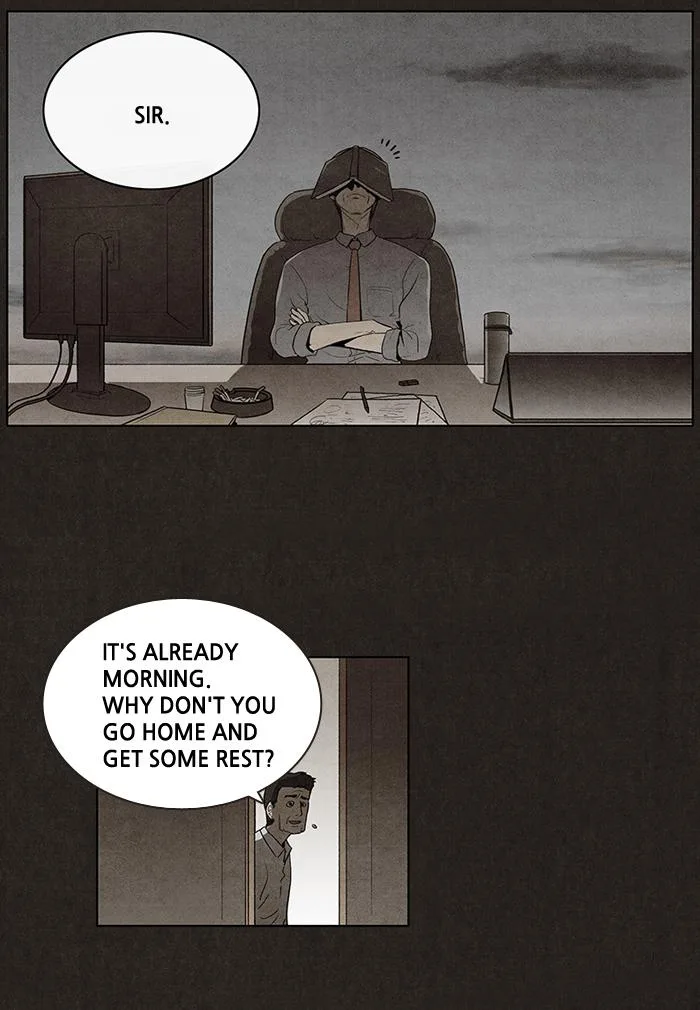 SIR.
IT'S ALREADY
MORNING.
WHY DON'T YOU
GO HOME AND
GET SOME REST?